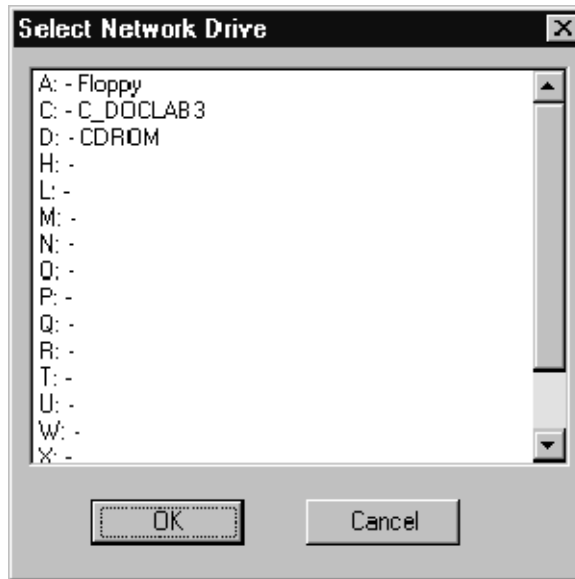 Select Network Drive
A: - Floppy
C: - C_DOCLAB3
D: - CDROM
H: -
L: -
M: -
N: -
O: -
P: -
Q: -
R: -
T: -
U: -
W: -
X: -
OK
Cancel